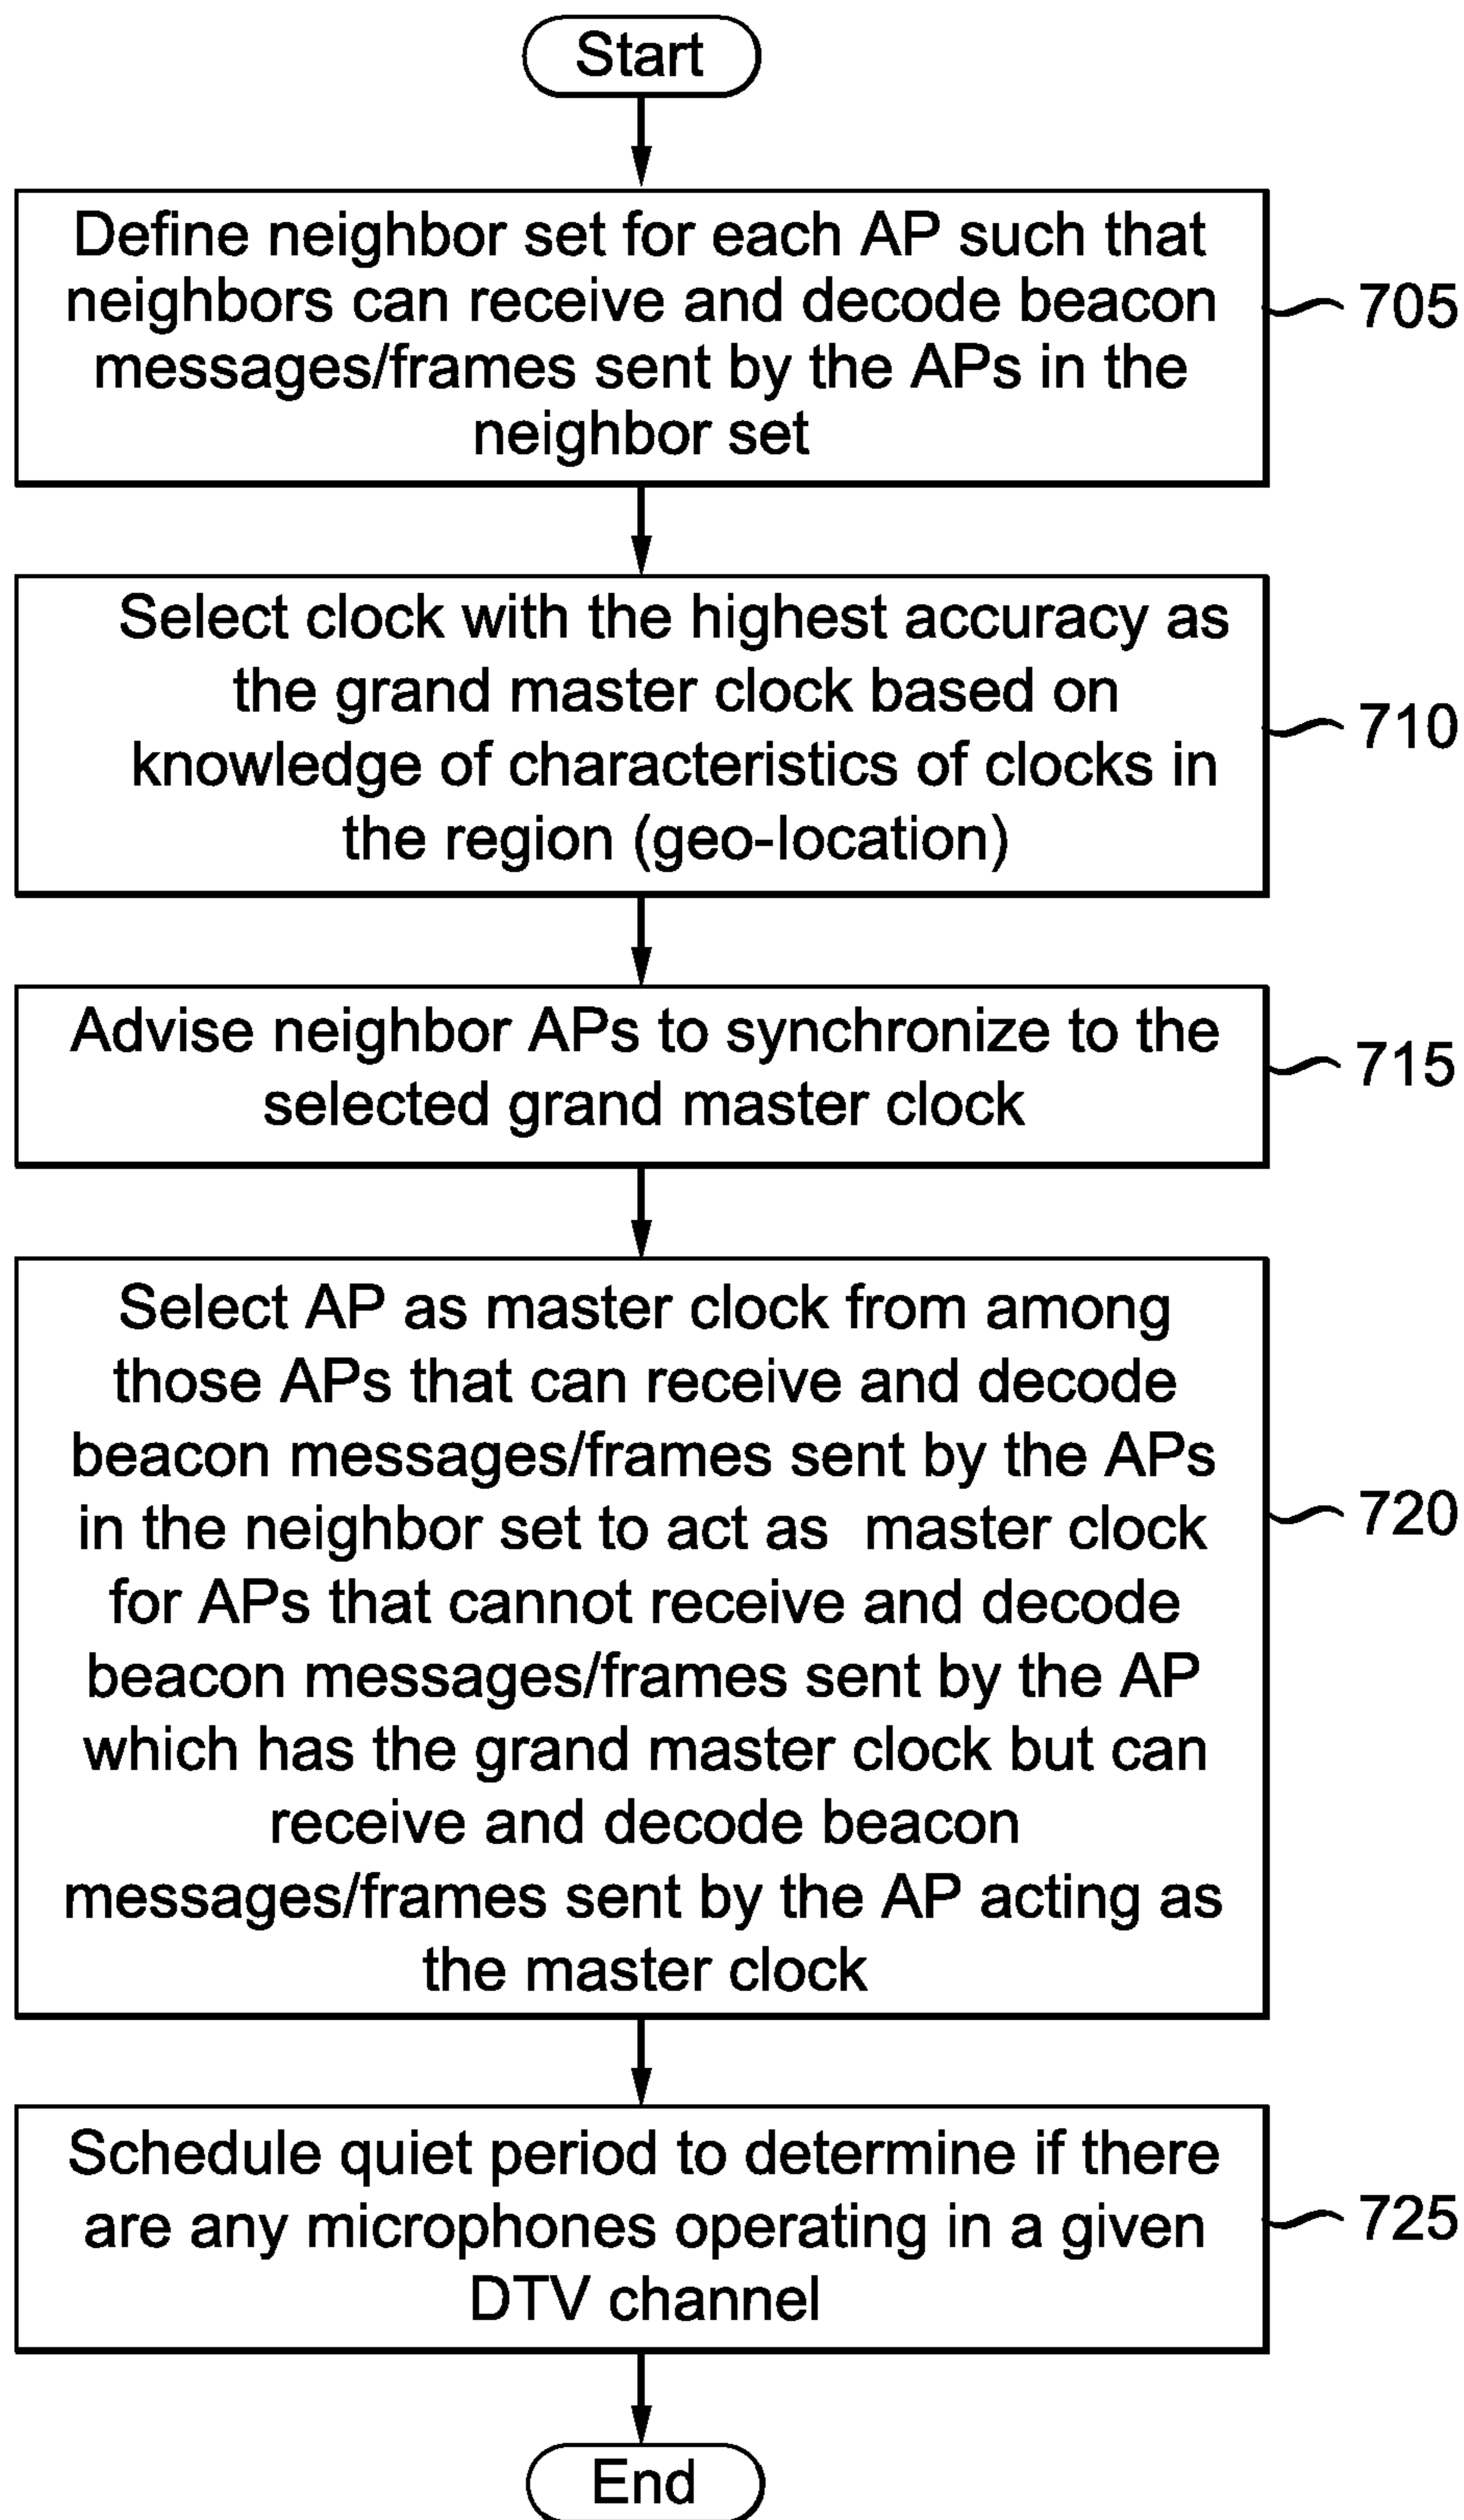 Start
Define neighbor set for each AP such that
neighbors can receive and decode beacon
messages/frames sent by the APs in the
neighbor set
705
Select clock with the highest accuracy as
the grand master clock based on
knowledge of characteristics of clocks in
the region (geo-location)
710
Advise neighbor APs to synchronize to the
selected grand master clock
715
Select AP as master clock from among
those APs that can receive and decode
beacon messages/frames sent by the APs
in the neighbor set to act as  master clock
for APs that cannot receive and decode
beacon messages/frames sent by the AP
which has the grand master clock but can
receive and decode beacon
messages/frames sent by the AP acting as
the master clock
720
Schedule quiet period to determine if there
are any microphones operating in a given
DTV channel
725
End